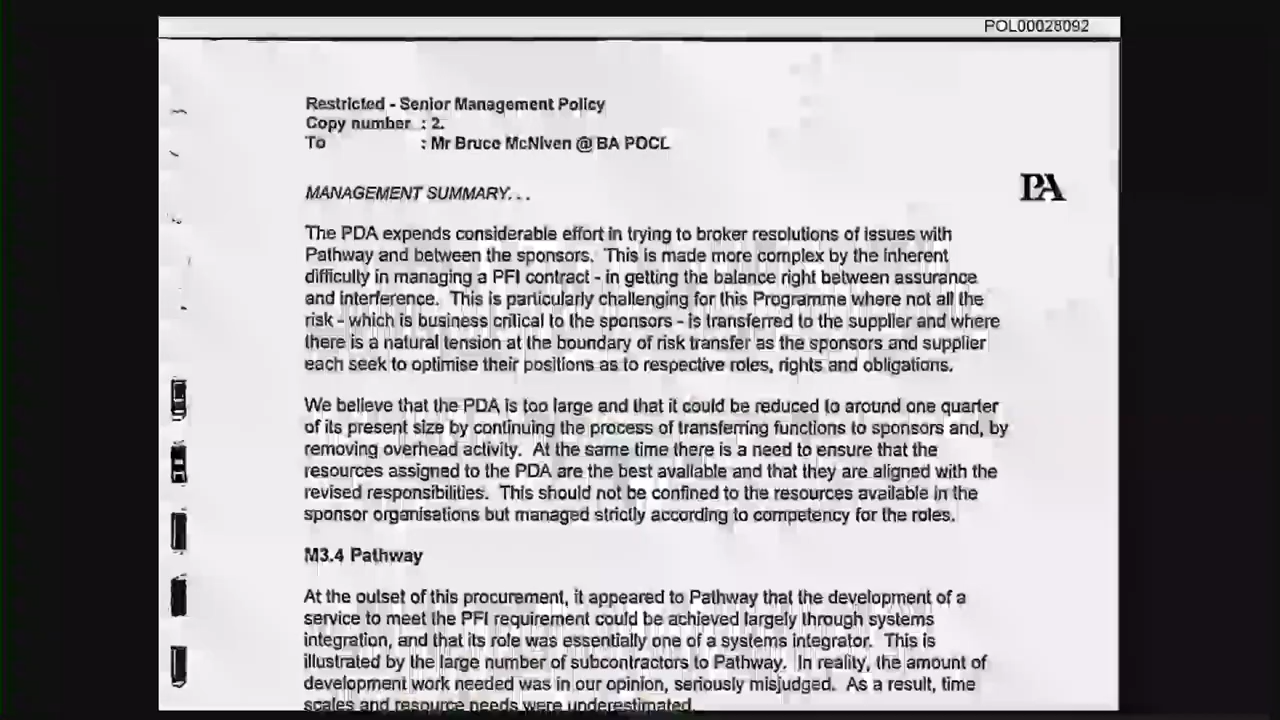 POL00028092
Restricted - Senior Management Policy
Copy number : 2.
To : Mr Bruce McNiven @ BA POCL
MANAGEMENT SUMMARY. . .
PA
The PDA expends considerable effort in trying to broker resolutions of issues with
Pathway and between the sponsors. This is made more complex by the inherent
difficulty in managing a PFI contract - in getting the balance right between assurance
and interference. This is particularly challenging for this Programme where not all the
risk - which is business critical to the sponsors - is transferred to the supplier and where
there is a natural tension at the boundary of risk transfer as the sponsors and supplier
each seek to optimise their positions as to respective roles, rights and obligations.
We believe that the PDA is too large and that it could be reduced to around one quarter
of its present size by continuing the process of transferring functions to sponsors and, by
removing overhead activity. At the same time there is a need to ensure that the
resources assigned to the PDA are the best available and that they are aligned with the
revised responsibilities. This should not be confined to the resources available in the
sponsor organisations but managed strictly according to competency for the roles.
M3.4 Pathway
At the outset of this procurement, it appeared to Pathway that the development of a
service to meet the PFI requirement could be achieved largely through systems
integration, and that its role was essentially one of a systems integrator. This is
illustrated by the large number of subcontractors to Pathway. In reality, the amount of
development work needed was in our opinion, seriously misjudged. As a result, time
scales and resource needs were underestimated.